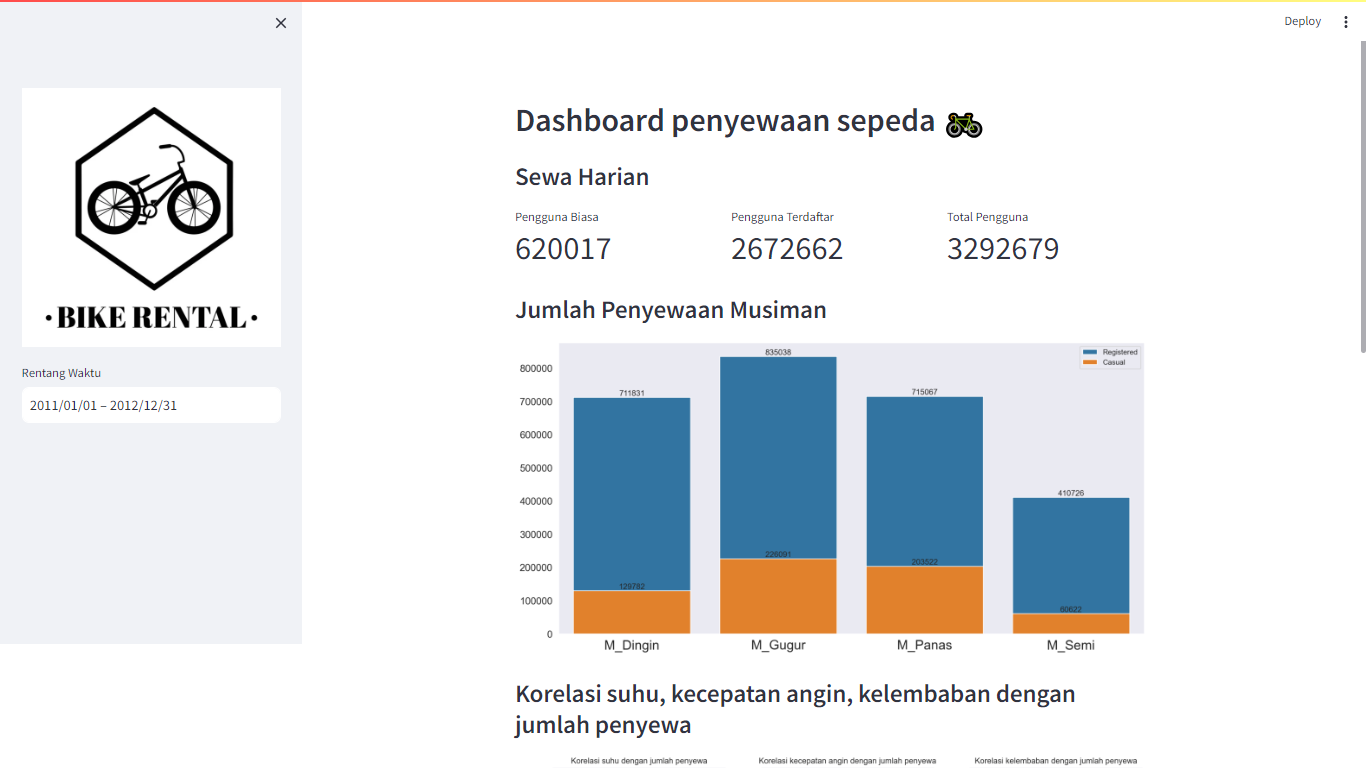 Deploy
· BIKE RENTAL ·
Rentang Waktu
2011/01/01 – 2012/12/31
Dashboard penyewaan sepeda
Sewa Harian
Pengguna Biasa
620017
Pengguna Terdaftar
2672662
Total Pengguna
3292679
Jumlah Penyewaan Musiman
Registered
Casual
800000
700000
600000
500000
400000
300000
200000
100000
0
711831
835038
715067
410726
129782
226091
203522
60622
M_Dingin
M_Gugur
M_Panas
M_Semi
Korelasi suhu, kecepatan angin, kelembaban dengan
jumlah penyewa
Korelasi suhu dengan jumlah penyewa
Korelasi kecepatan angin dengan jumlah penyewa
Korelasi kelembaban dengan jumlah penyewa